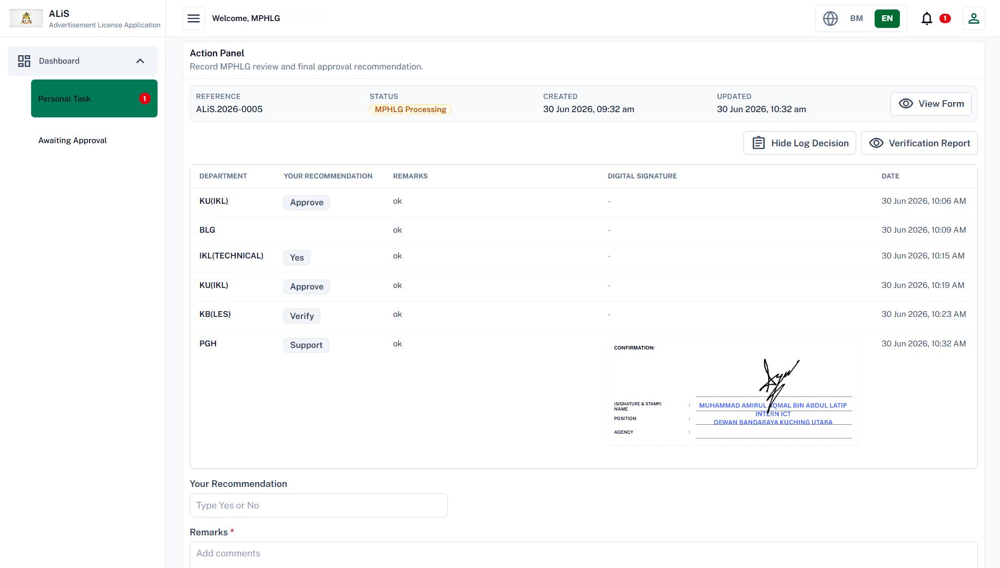 ALiS
Advertisement License Application
Welcome, MPHLG
BM
EN
1
Dashboard
Personal Task
1
Awaiting Approval
Action Panel
Record MPHLG review and final approval recommendation.
REFERENCE STATUS CREATED UPDATED
ALiS.2026-0005 MPHLG Processing 30 Jun 2026, 09:32 am 30 Jun 2026, 10:32 am
View Form
Hide Log Decision
Verification Report
DEPARTMENT YOUR RECOMMENDATION REMARKS DIGITAL SIGNATURE DATE
KU(IKL) Approve ok - 30 Jun 2026, 10:06 AM
BLG ok - 30 Jun 2026, 10:09 AM
IKL(TECHNICAL) Yes ok - 30 Jun 2026, 10:15 AM
KU(IKL) Approve ok - 30 Jun 2026, 10:19 AM
KB(LES) Verify ok - 30 Jun 2026, 10:23 AM
PGH Support ok 30 Jun 2026, 10:32 AM
CONFIRMATION:
(SIGNATURE & STAMP)
NAME : MUHAMMAD AMIRUL AQMAL BIN ABDUL LATIP
INTERN ICT
POSITION : DEWAN BANDARAYA KUCHING UTARA
AGENCY :
Your Recommendation
Type Yes or No
Remarks *
Add comments